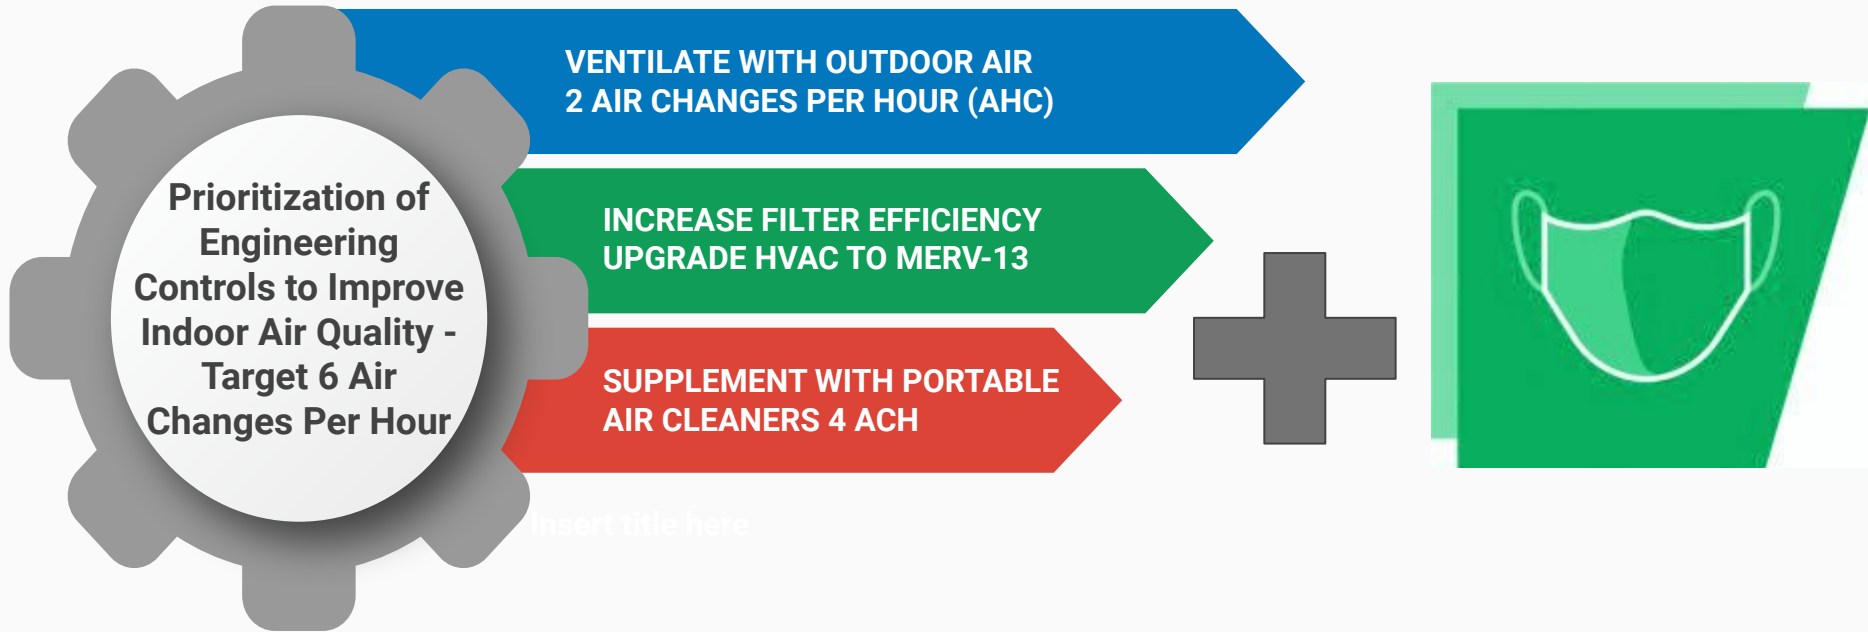 Prioritization of
Engineering
Controls to Improve
Indoor Air Quality -
Target 6 Air
Changes Per Hour
VENTILATE WITH OUTDOOR AIR
2 AIR CHANGES PER HOUR (AHC)
INCREASE FILTER EFFICIENCY
UPGRADE HVAC TO MERV-13
SUPPLEMENT WITH PORTABLE
AIR CLEANERS 4 ACH
Insert title here